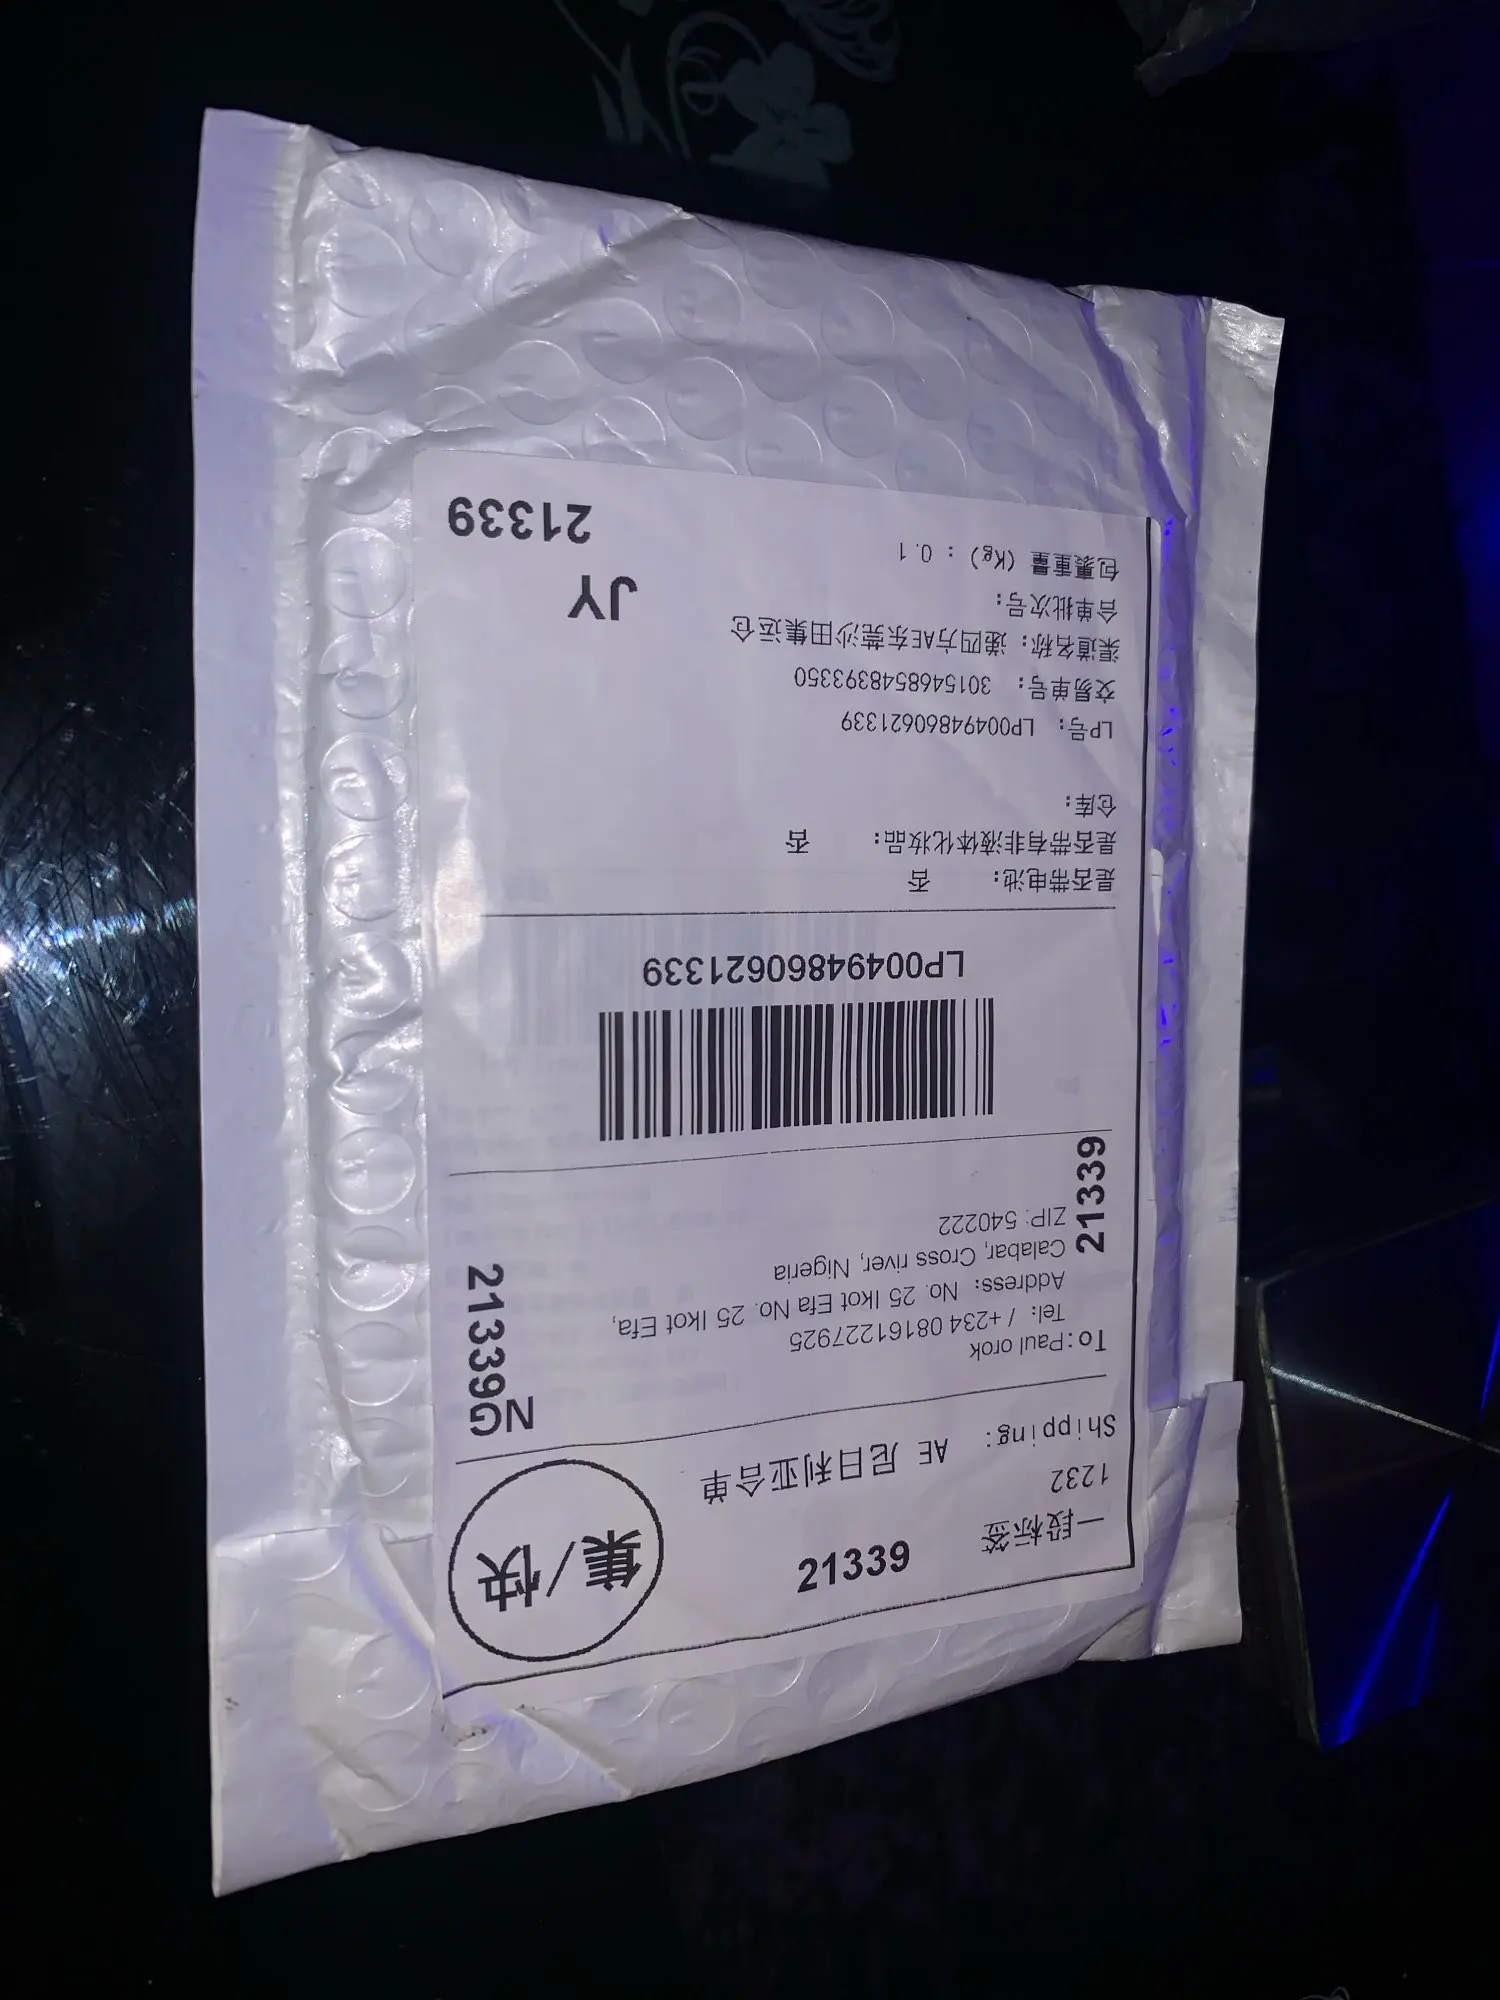 一段标签 21339 集/快
1232
Shipping: AE 尼日利亚合单
To:Paul orok
Tel: / +234 08161227925
Address: No. 25 Ikot Efa No. 25 Ikot Efa,
Calabar, Cross river, Nigeria
ZIP: 540222
21339
NG
21339
LP00494860621339
是否带电池: 否
是否带有非液体化妆品: 否
仓库:
LP号: LP00494860621339
交易单号: 3015468548393350
渠道名称: 递四方AE东莞沙田集运仓
合单批次号:
包裹重量 (Kg) : 0.1
JY
21339